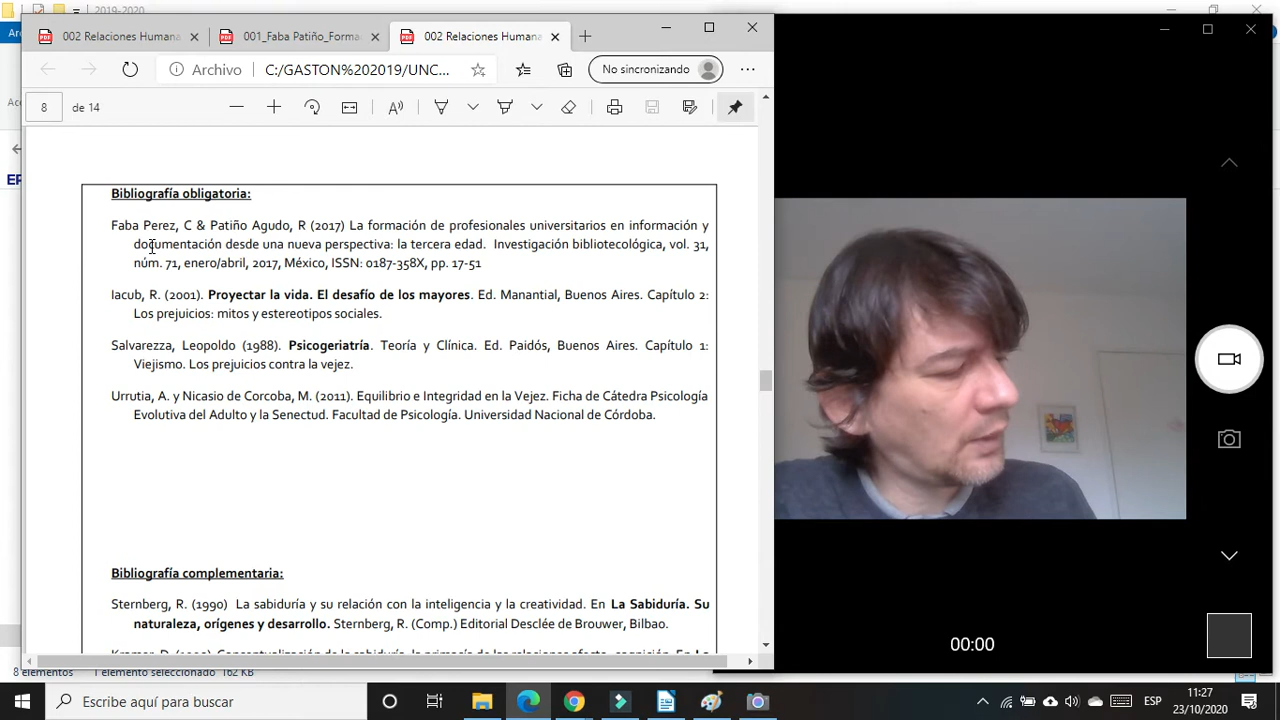 2019-2020
002 Relaciones Humana
001_Faba Patiño_Forma
002 Relaciones Humana
Archivo
C:/GASTON%202019/UNC...
No sincronizando
8
de 14
Bibliografía obligatoria:
Faba Perez, C & Patiño Agudo, R (2017) La formación de profesionales universitarios en información y
documentación desde una nueva perspectiva: la tercera edad. Investigación bibliotecológica, vol. 31,
núm. 71, enero/abril, 2017, México, ISSN: 0187-358X, pp. 17-51
Iacub, R. (2001). Proyectar la vida. El desafío de los mayores. Ed. Manantial, Buenos Aires. Capítulo 2:
Los prejuicios: mitos y estereotipos sociales.
Salvarezza, Leopoldo (1988). Psicogeriatría. Teoría y Clínica. Ed. Paidós, Buenos Aires. Capítulo 1:
Viejismo. Los prejuicios contra la vejez.
Urrutia, A. y Nicasio de Corcoba, M. (2011). Equilibrio e Integridad en la Vejez. Ficha de Cátedra Psicología
Evolutiva del Adulto y la Senectud. Facultad de Psicología. Universidad Nacional de Córdoba.
Bibliografía complementaria:
Sternberg, R. (1990) La sabiduría y su relación con la inteligencia y la creatividad. En La Sabiduría. Su
naturaleza, orígenes y desarrollo. Sternberg, R. (Comp.) Editorial Desclée de Brouwer, Bilbao.
00:00
8 elementos
1 elemento seleccionado 162 KB
Escribe aquí para buscar
ESP
11:27
23/10/2020